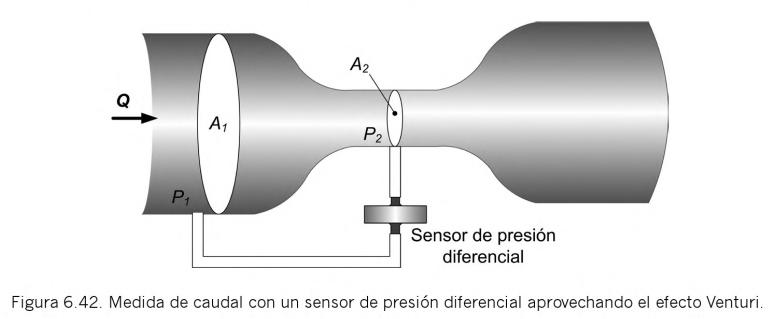 A2
Q
A1
P2
P1
Sensor de presión
diferencial
Figura 6.42. Medida de caudal con un sensor de presión diferencial aprovechando el efecto Venturi.